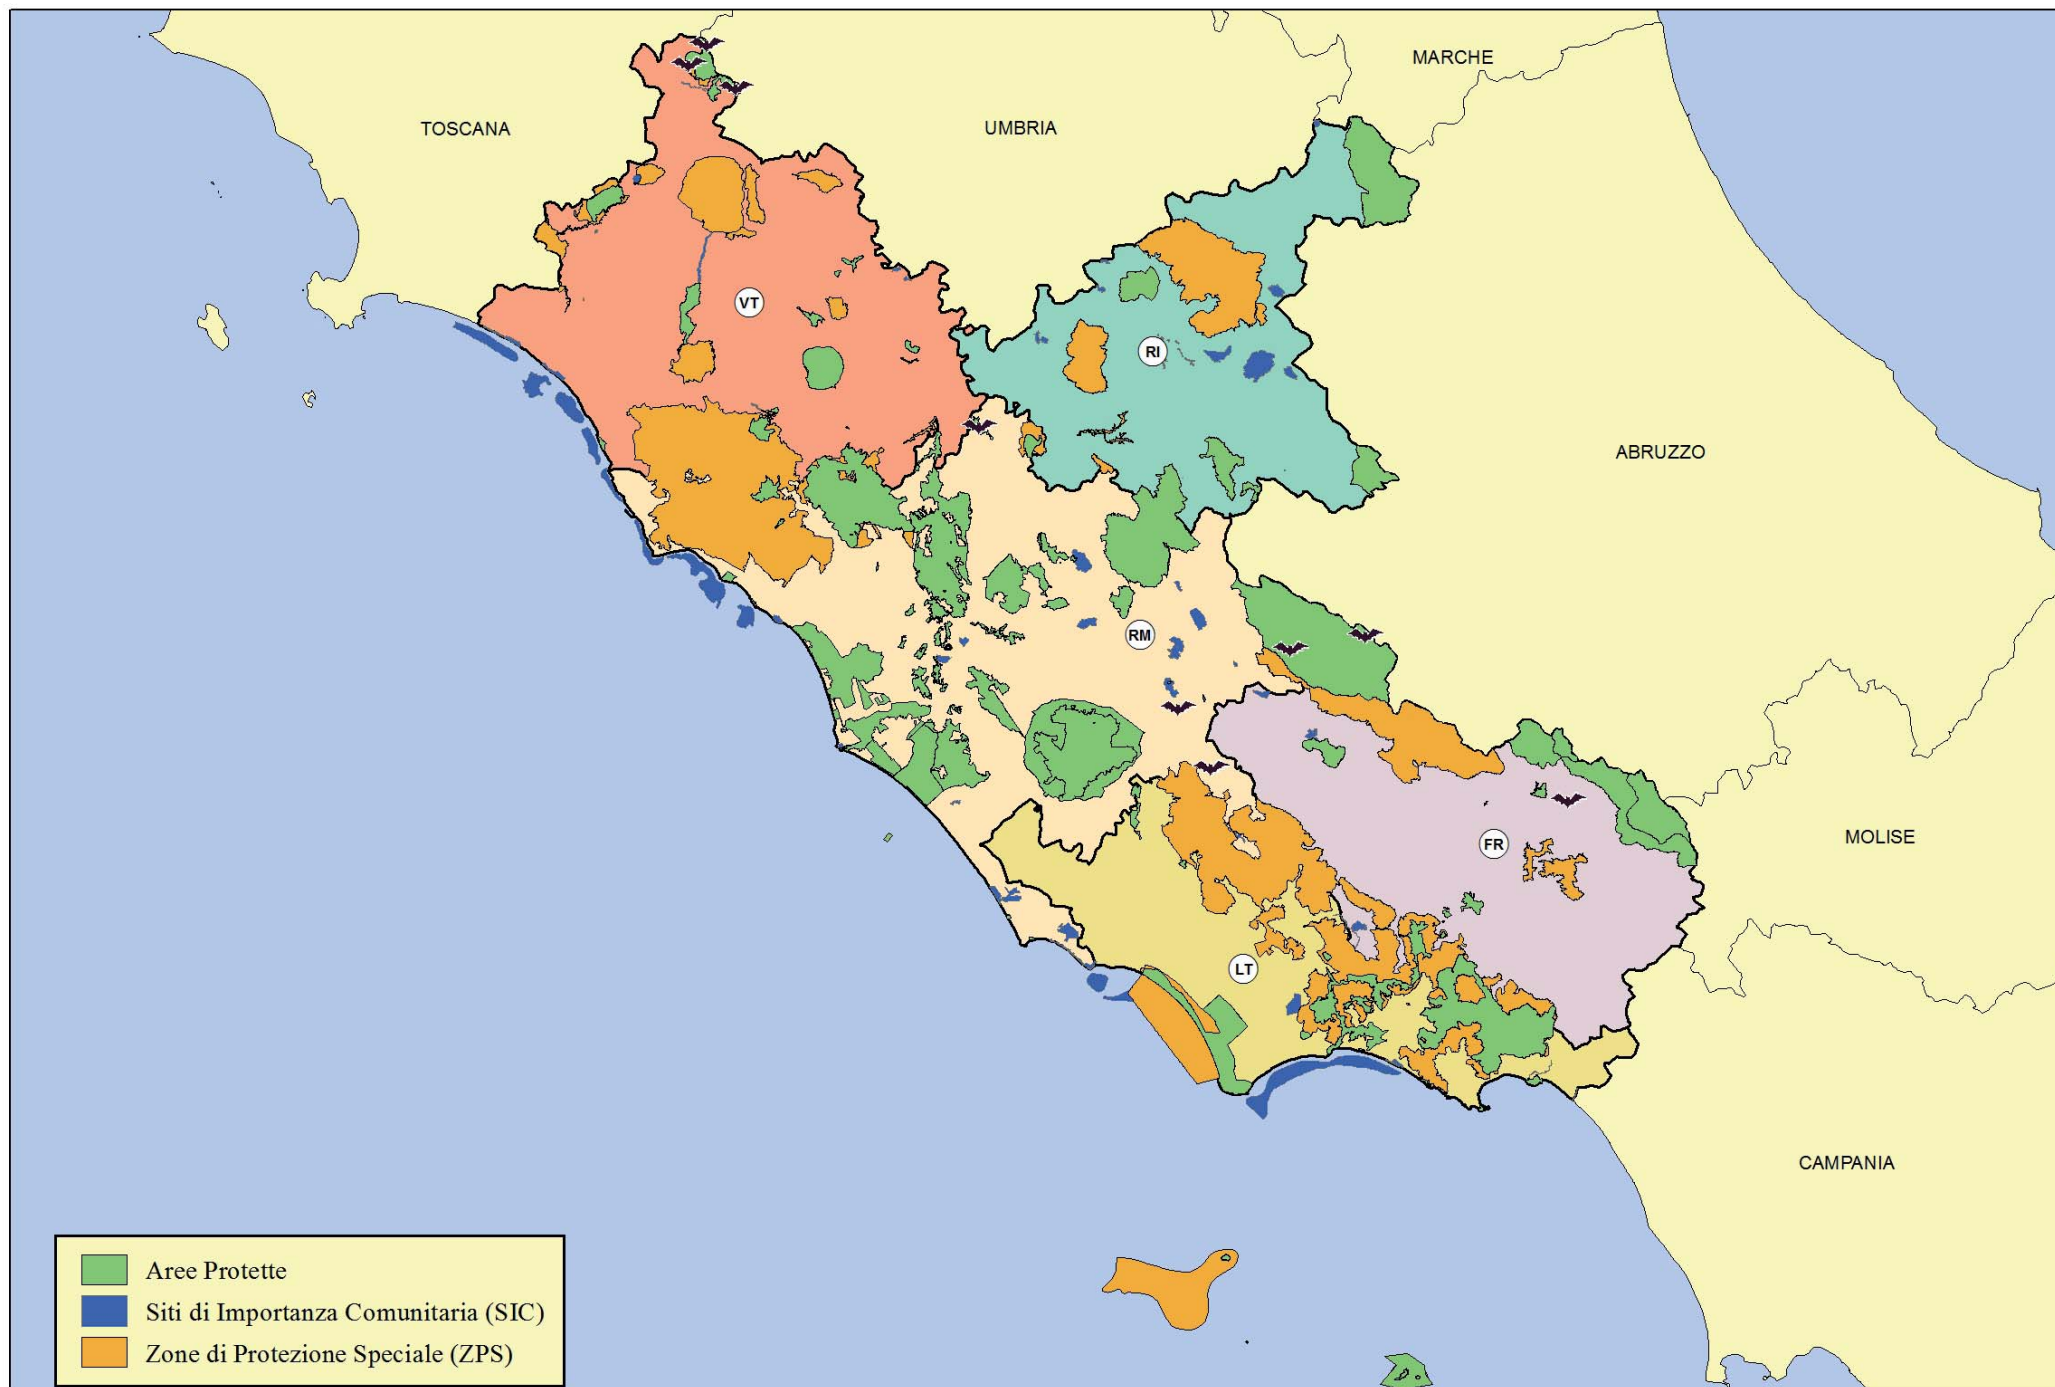 MARCHE
TOSCANA
UMBRIA
VT
RI
ABRUZZO
RM
MOLISE
FR
LT
CAMPANIA
Aree Protette
Siti di Importanza Comunitaria (SIC)
Zone di Protezione Speciale (ZPS)